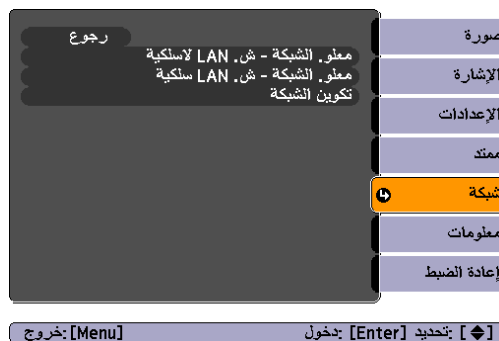 رجوع
معلو. الشبكة - ش. LAN لاسلكية
معلو. الشبكة - ش. LAN سلكية
تكوين الشبكة
صورة
الإشارة
الإعدادات
ممتد
شبكة
معلومات
إعادة الضبط
[◆]: تحديد [Enter]: دخول [Menu]: خروج